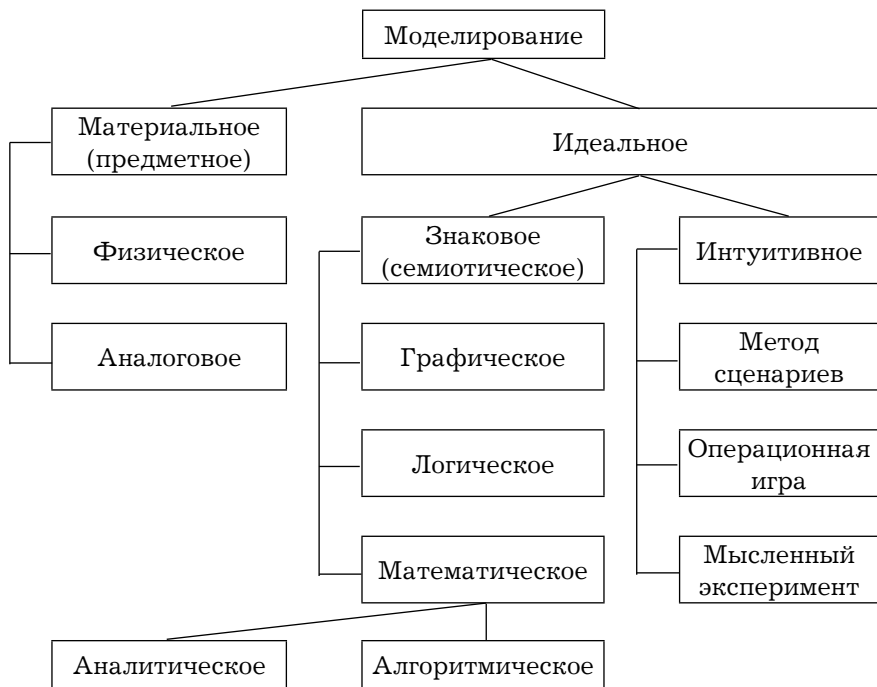 Моделирование
Материальное
(предметное)
Идеальное
Физическое
Знаковое
(семиотическое)
Интуитивное
Аналоговое
Графическое
Метод
сценариев
Логическое
Операционная
игра
Математическое
Мысленный
эксперимент
Аналитическое
Алгоритмическое